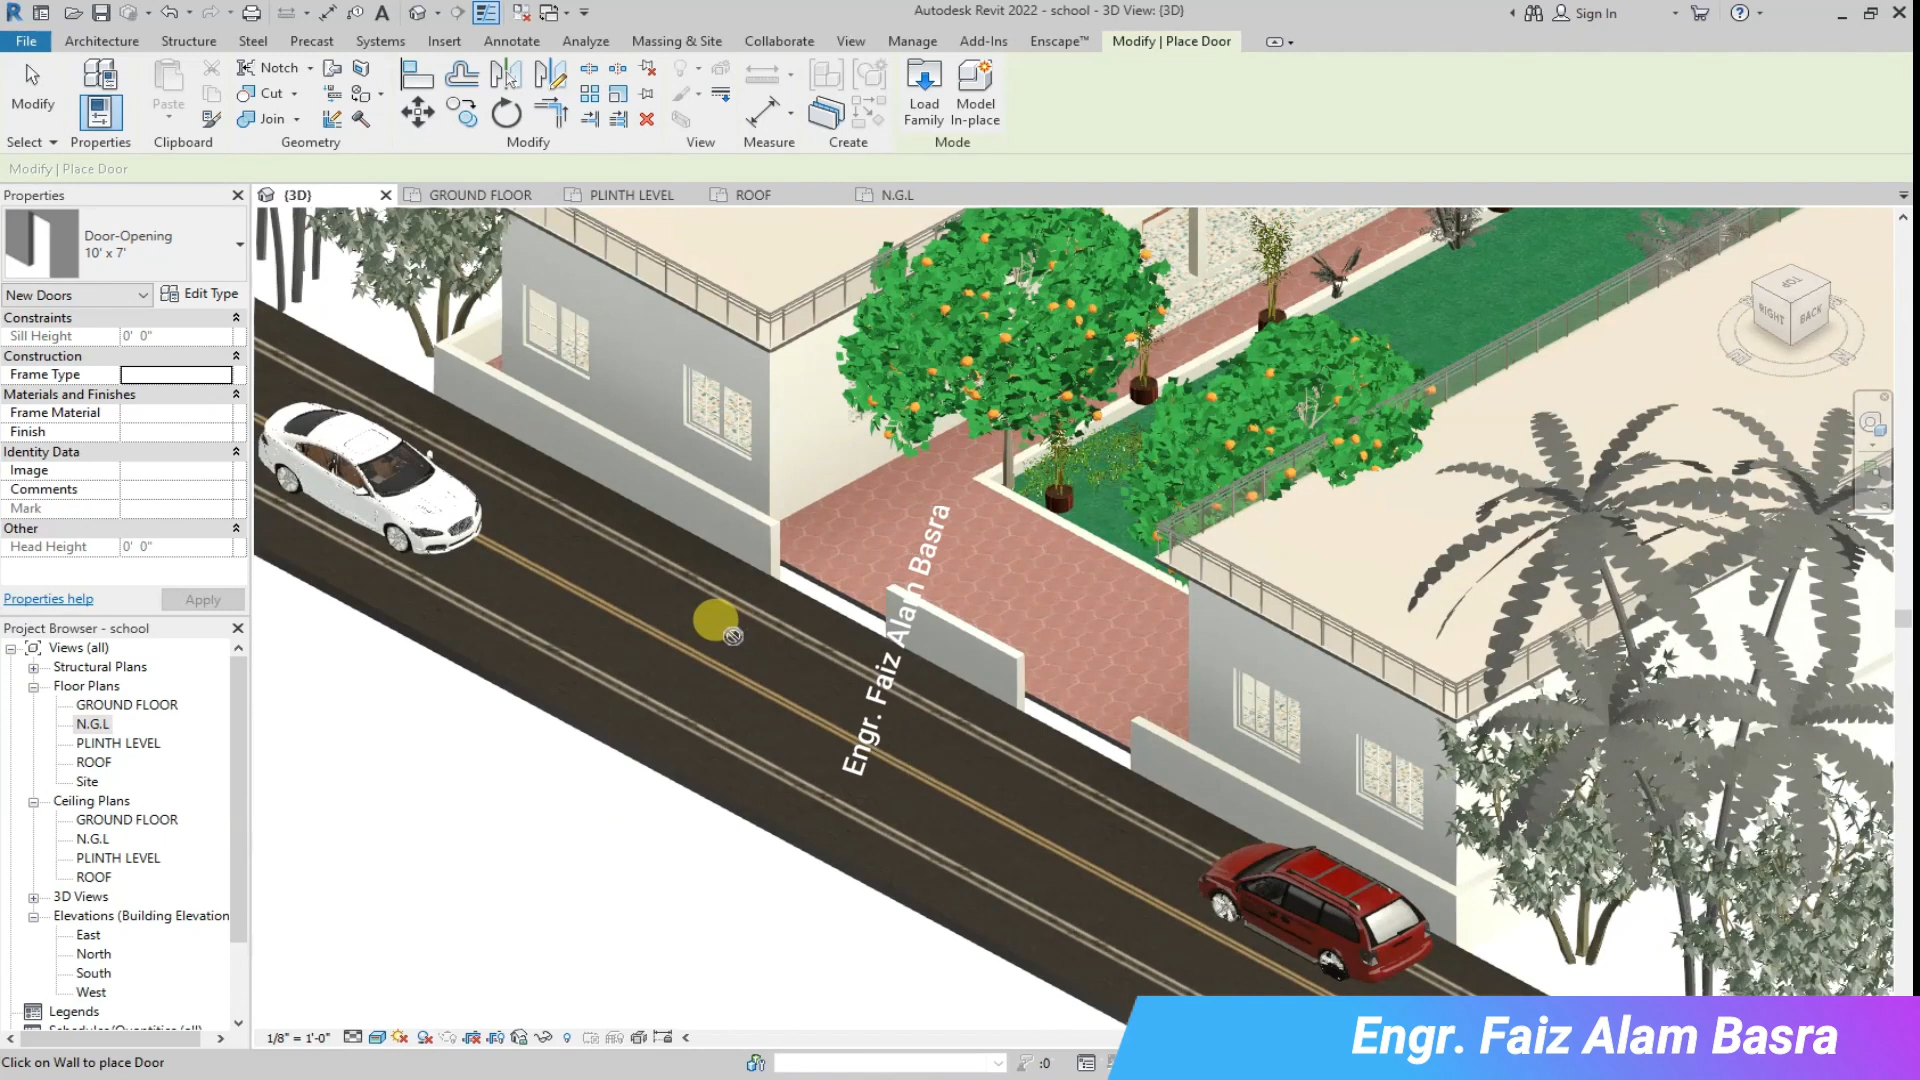 Autodesk Revit 2022 - school - 3D View: {3D}
Sign In
File Architecture Structure Steel Precast Systems Insert Annotate Analyze Massing & Site Collaborate View Manage Add-Ins Enscape™ Modify | Place Door
Modify
Paste
Notch
Cut
Join
Load Family
Model In-place
Select Properties Clipboard Geometry Modify View Measure Create Mode
Modify | Place Door
Properties
{3D} GROUND FLOOR PLINTH LEVEL ROOF N.G.L
Door-Opening
10' x 7'
New Doors Edit Type
Constraints
Sill Height 0' 0"
Construction
Frame Type
Materials and Finishes
Frame Material
Finish
Identity Data
Image
Comments
Mark
Other
Head Height 0' 0"
Properties help Apply
Project Browser - school
Views (all)
Structural Plans
Floor Plans
GROUND FLOOR
N.G.L
PLINTH LEVEL
ROOF
Site
Ceiling Plans
GROUND FLOOR
N.G.L
PLINTH LEVEL
ROOF
3D Views
Elevations (Building Elevation
East
North
South
West
Legends
TOP
RIGHT
BACK
Engr. Faiz Alam Basra
1/8" = 1'-0"
Click on Wall to place Door
:0
Engr. Faiz Alam Basra